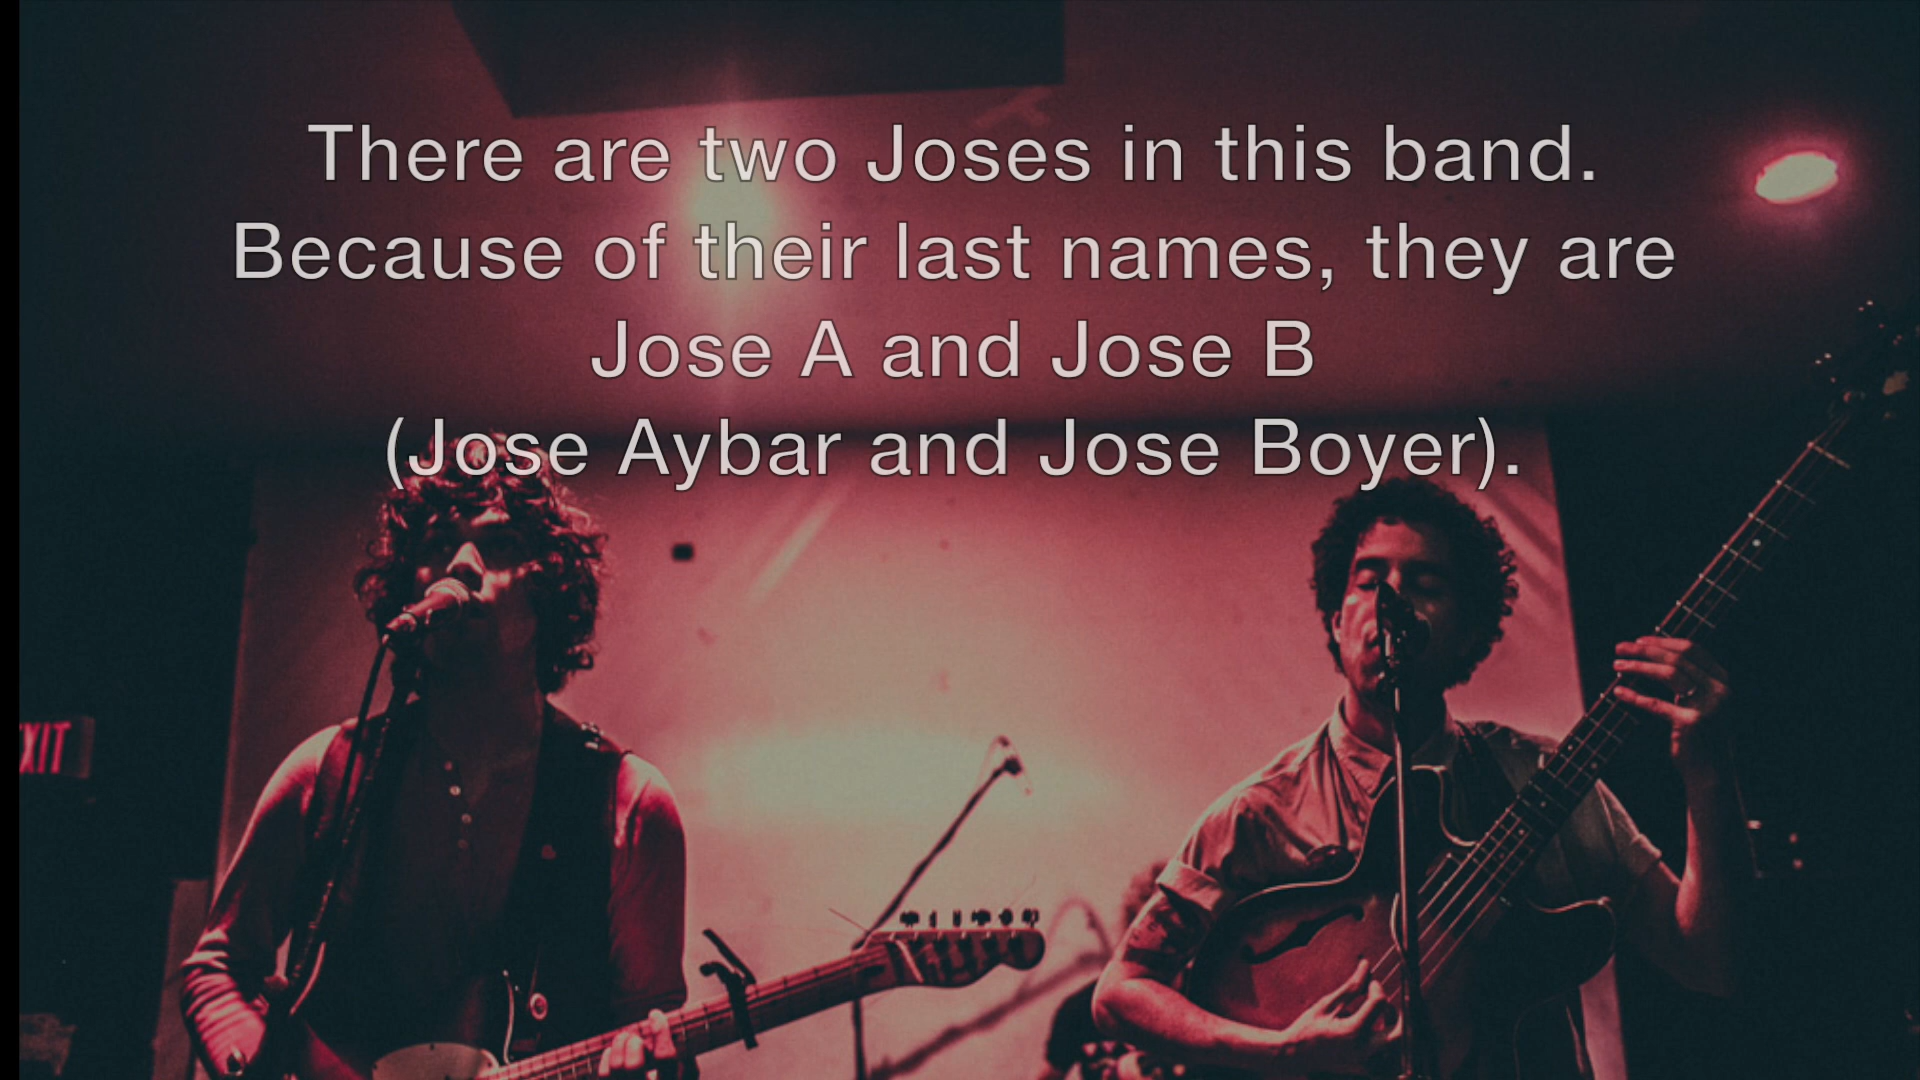 There are two Joses in this band.
Because of their last names, they are
Jose A and Jose B
(Jose Aybar and Jose Boyer).
EXIT